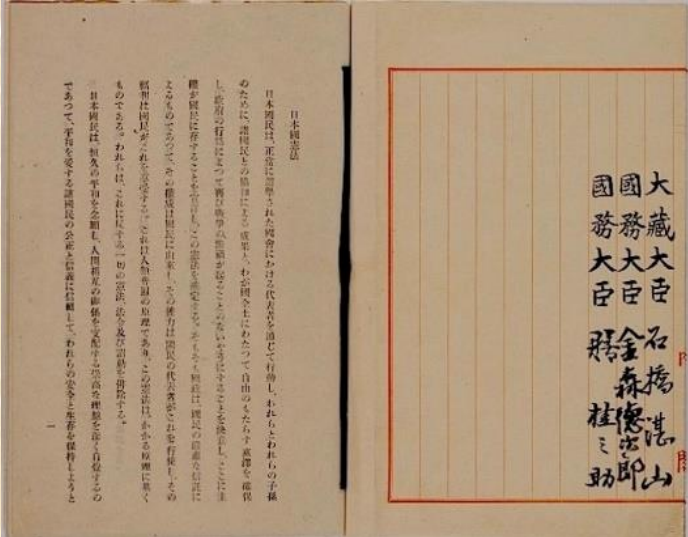 大藏大臣 石橋湛山
國務大臣 金森德次郎
國務大臣 膳桂之助
日本國憲法
日本國民は、正當に選擧された國會における代表者を通じて行動し、われらとわれらの子孫
のために、諸國民との協和による成果と、わが國全土にわたつて自由のもたらす惠澤を確保
し、政府の行爲によつて再び戰爭の慘禍が起ることのないやうにすることを決意し、ここに主
權が國民に存することを宣言し、この憲法を確定する。そもそも國政は、國民の嚴肅な信託に
よるものであつて、その權威は國民に由來し、その權力は國民の代表者がこれを行使し、その
福利は國民がこれを享受する。これは人類普遍の原理であり、この憲法は、かかる原理に基く
ものである。われらは、これに反する一切の憲法、法令及び詔勅を排除する。
日本國民は、恆久の平和を念願し、人間相互の關係を支配する崇高な理想を深く自覺するの
であつて、平和を愛する諸國民の公正と信義に信賴して、われらの安全と生存を保持しようと
一